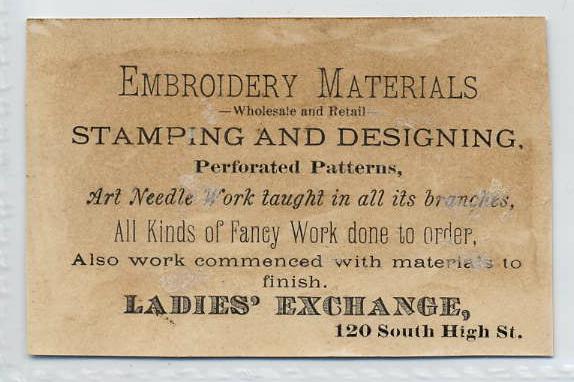 EMBROIDERY MATERIALS
—Wholesale and Retail—
STAMPING AND DESIGNING,
Perforated Patterns,
Art Needle Work taught in all its branches,
All Kinds of Fancy Work done to order,
Also work commenced with materials to
finish.
LADIES' EXCHANGE,
120 South High St.